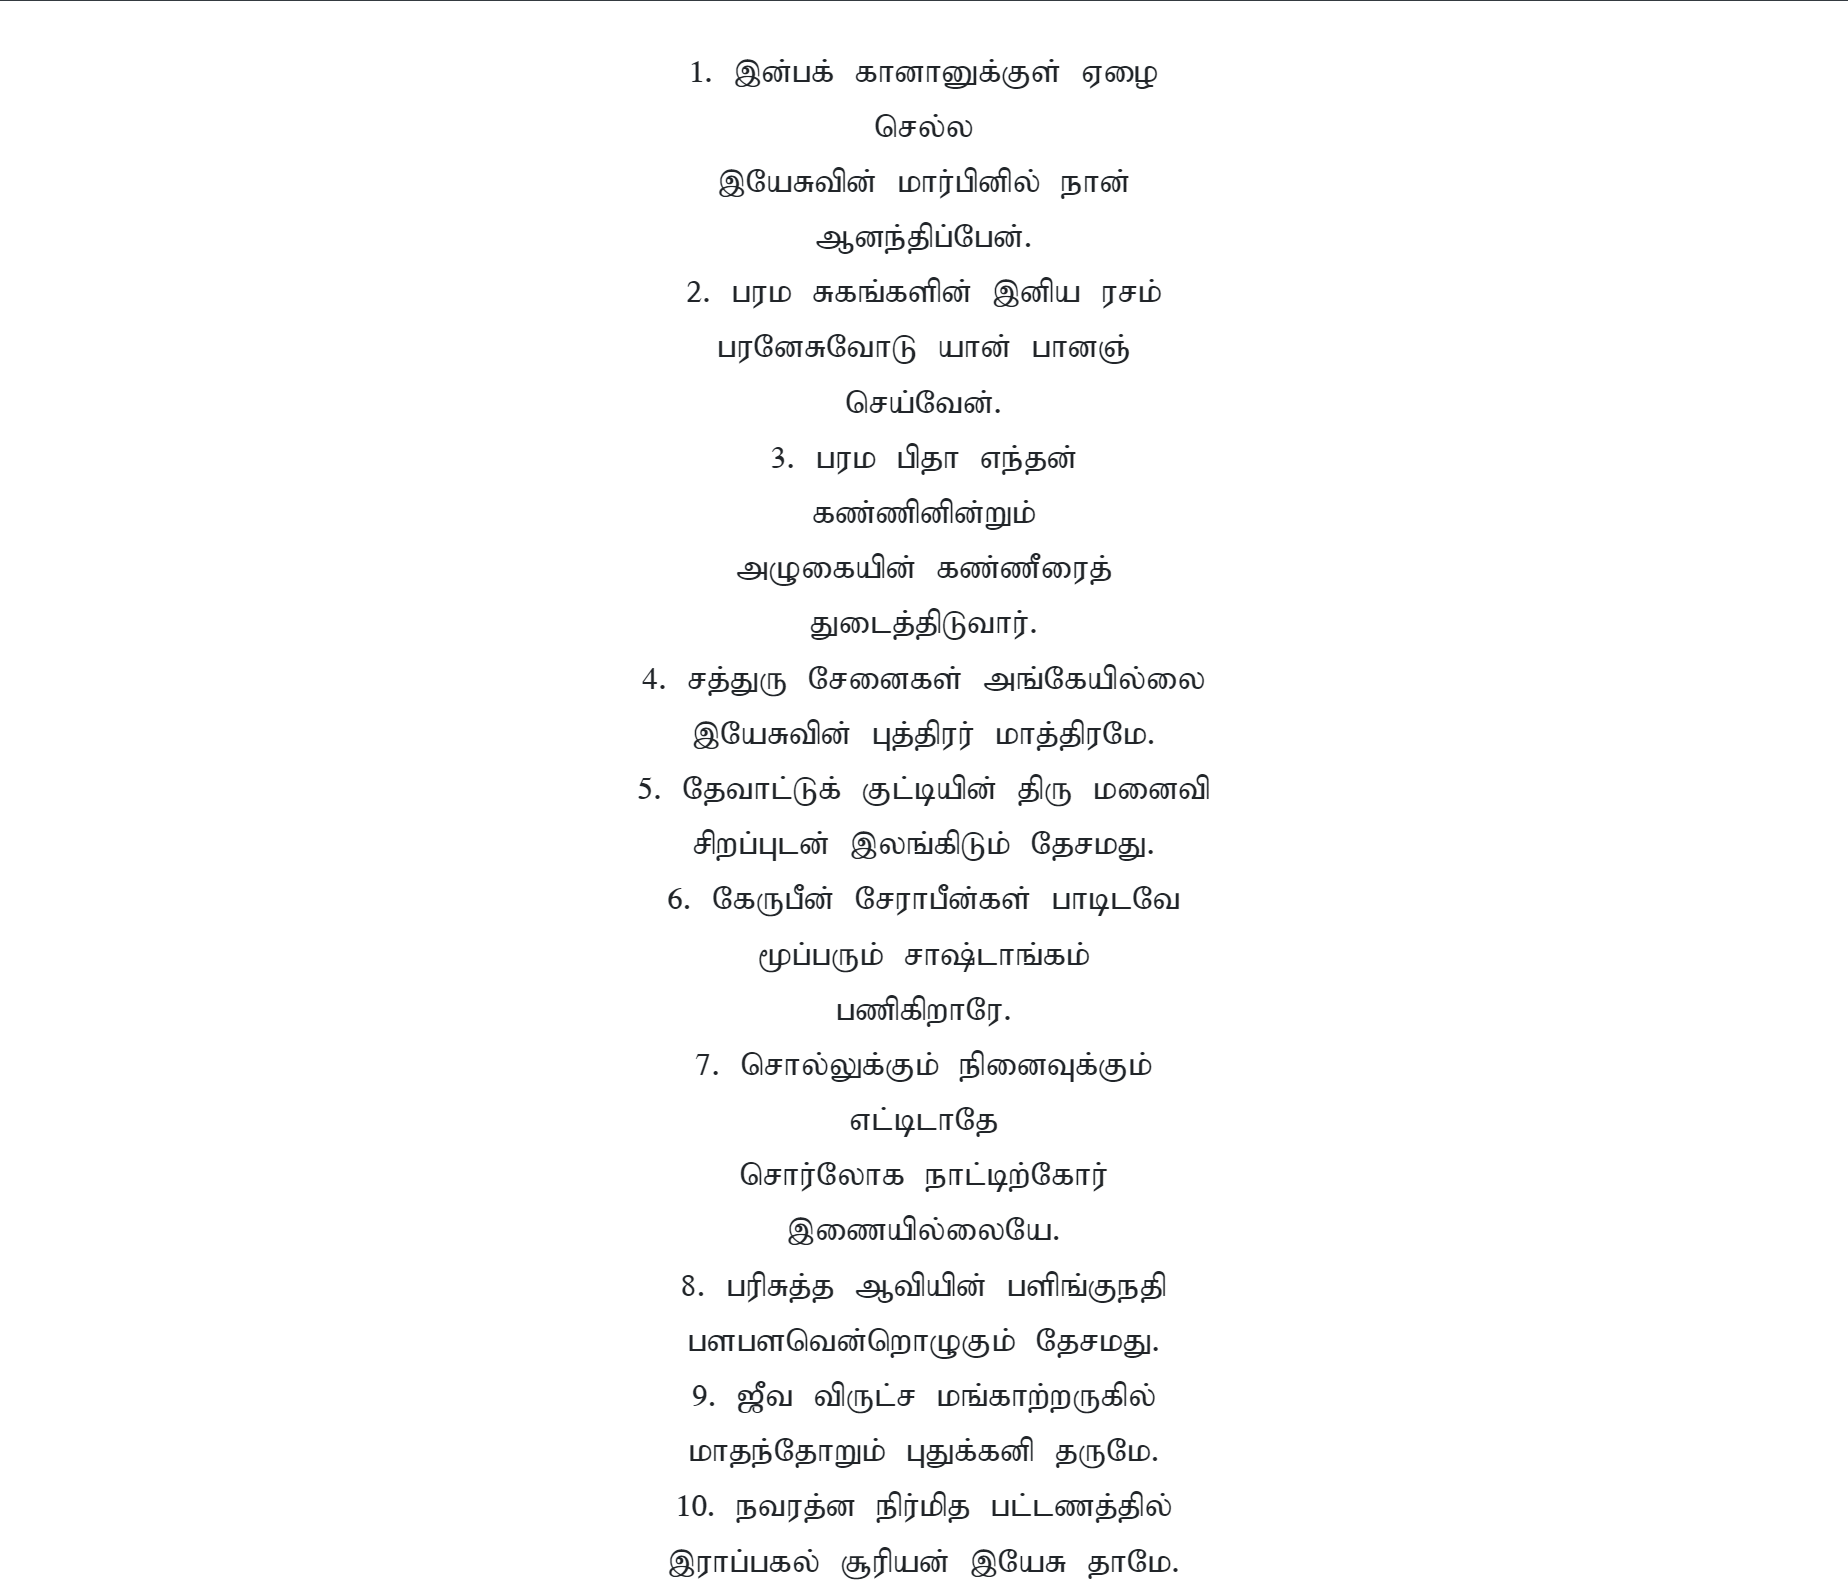 1. இன்பக் கானானுக்குள் ஏழை
செல்ல
இயேசுவின் மார்பினில் நான்
ஆனந்திப்பேன்.
2. பரம சுகங்களின் இனிய ரசம்
பரனேசுவோடு யான் பானஞ்
செய்வேன்.
3. பரம பிதா எந்தன்
கண்ணினின்றும்
அழுகையின் கண்ணீரைத்
துடைத்திடுவார்.
4. சத்துரு சேனைகள் அங்கேயில்லை
இயேசுவின் புத்திரர் மாத்திரமே.
5. தேவாட்டுக் குட்டியின் திரு மனைவி
சிறப்புடன் இலங்கிடும் தேசமது.
6. கேருபீன் சேராபீன்கள் பாடிடவே
மூப்பரும் சாஷ்டாங்கம்
பணிகிறாரே.
7. சொல்லுக்கும் நினைவுக்கும்
எட்டிடாதே
சொர்லோக நாட்டிற்கோர்
இணையில்லையே.
8. பரிசுத்த ஆவியின் பளிங்குநதி
பளபளவென்றொழுகும் தேசமது.
9. ஜீவ விருட்ச மங்காற்றருகில்
மாதந்தோறும் புதுக்கனி தருமே.
10. நவரத்ன நிர்மித பட்டணத்தில்
இராப்பகல் சூரியன் இயேசு தாமே.